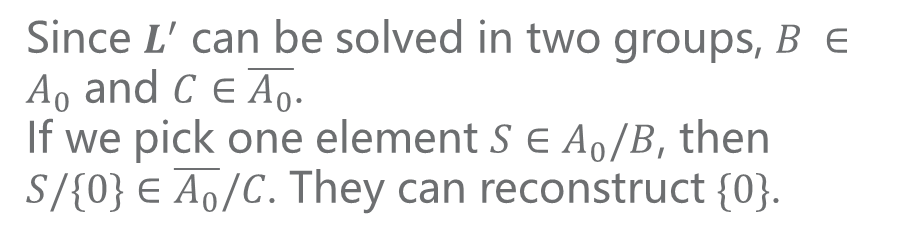 Since L′ can be solved in two groups, B ∈
A₀ and C ∈ A̅₀.
If we pick one element S ∈ A₀/B, then
S/{0} ∈ A̅₀/C. They can reconstruct {0}.